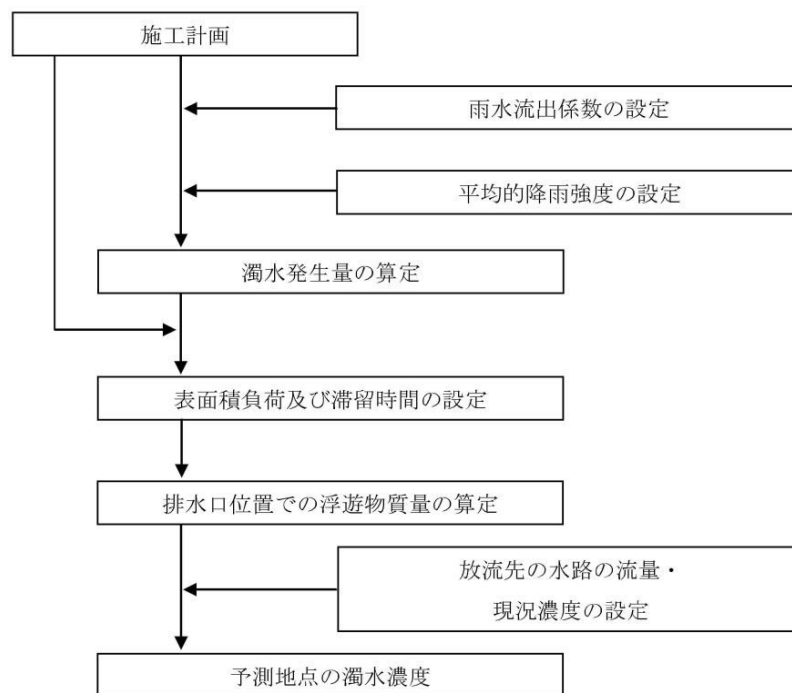 施工計画
雨水流出係数の設定
平均的降雨強度の設定
濁水発生量の算定
表面積負荷及び滞留時間の設定
排水口位置での浮遊物質量の算定
放流先の水路の流量・
現況濃度の設定
予測地点の濁水濃度